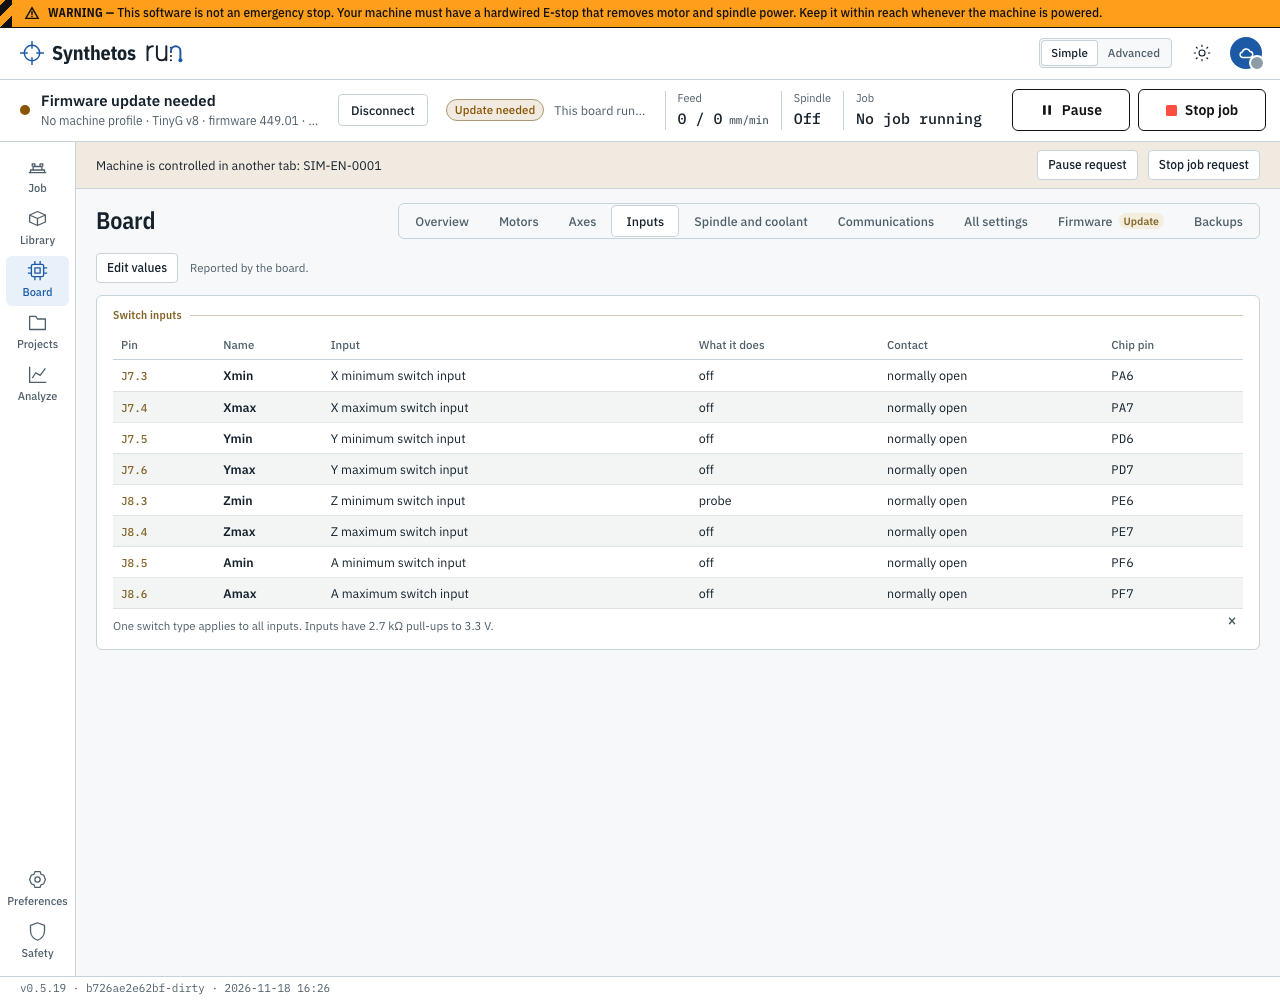 WARNING — This software is not an emergency stop. Your machine must have a hardwired E-stop that removes motor and spindle power. Keep it within reach whenever the machine is powered.
Synthetos run
Simple Advanced
Firmware update needed
No machine profile · TinyG v8 · firmware 449.01 · ...
Disconnect
Update needed This board run...
Feed
0 / 0 mm/min
Spindle
Off
Job
No job running
Pause
Stop job
Job
Library
Board
Projects
Analyze
Preferences
Safety
Machine is controlled in another tab: SIM-EN-0001
Pause request Stop job request
Board
Overview Motors Axes Inputs Spindle and coolant Communications All settings Firmware Update Backups
Edit values Reported by the board.
Switch inputs
Pin Name Input What it does Contact Chip pin
J7.3 Xmin X minimum switch input off normally open PA6
J7.4 Xmax X maximum switch input off normally open PA7
J7.5 Ymin Y minimum switch input off normally open PD6
J7.6 Ymax Y maximum switch input off normally open PD7
J8.3 Zmin Z minimum switch input probe normally open PE6
J8.4 Zmax Z maximum switch input off normally open PE7
J8.5 Amin A minimum switch input off normally open PF6
J8.6 Amax A maximum switch input off normally open PF7
One switch type applies to all inputs. Inputs have 2.7 kΩ pull-ups to 3.3 V. ×
v0.5.19 · b726ae2e62bf-dirty · 2026-11-18 16:26